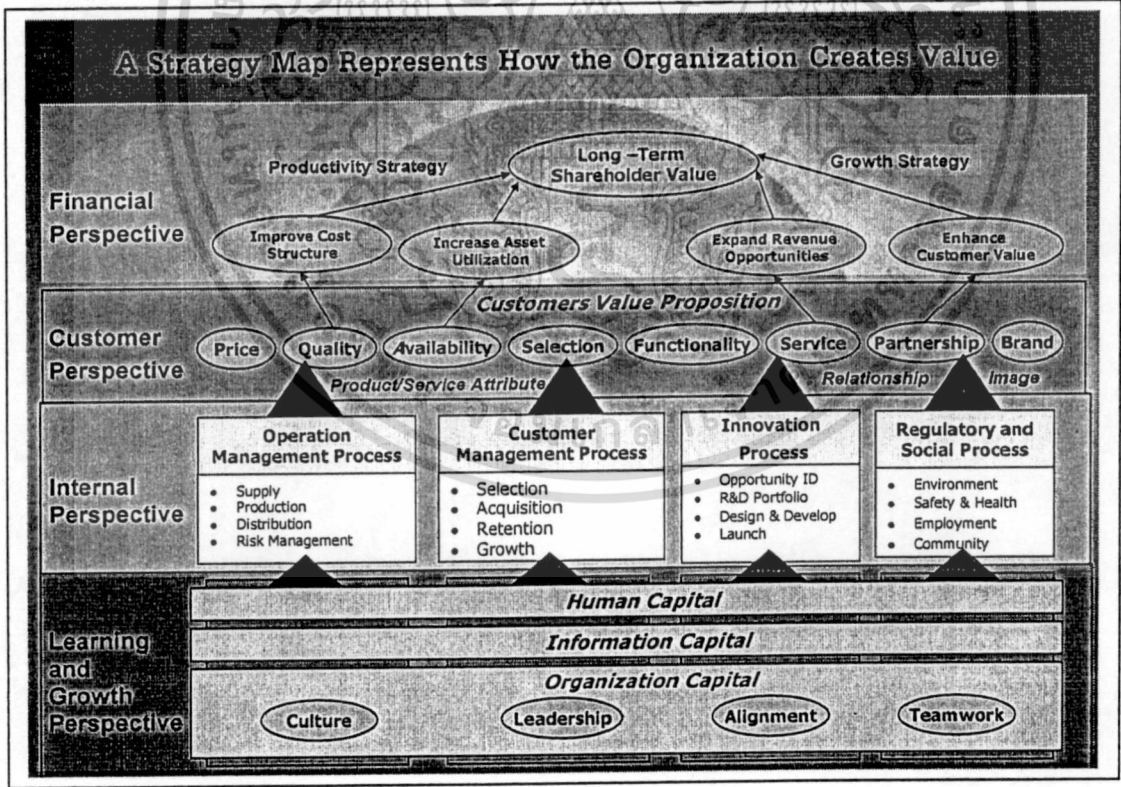 A Strategy Map Represents How the Organization Creates Value
Financial
Perspective
Productivity Strategy
Long –Term
Shareholder Value
Growth Strategy
Improve Cost
Structure
Increase Asset
Utilization
Expand Revenue
Opportunities
Enhance
Customer Value
Customers Value Proposition
Customer
Perspective
Price
Quality
Availability
Selection
Functionality
Service
Partnership
Brand
Product/Service Attribute
Relationship
Image
Internal
Perspective
Operation
Management Process
• Supply
• Production
• Distribution
• Risk Management
Customer
Management Process
• Selection
• Acquisition
• Retention
• Growth
Innovation
Process
• Opportunity ID
• R&D Portfolio
• Design & Develop
• Launch
Regulatory and
Social Process
• Environment
• Safety & Health
• Employment
• Community
Learning
and
Growth
Perspective
Human Capital
Information Capital
Organization Capital
Culture
Leadership
Alignment
Teamwork